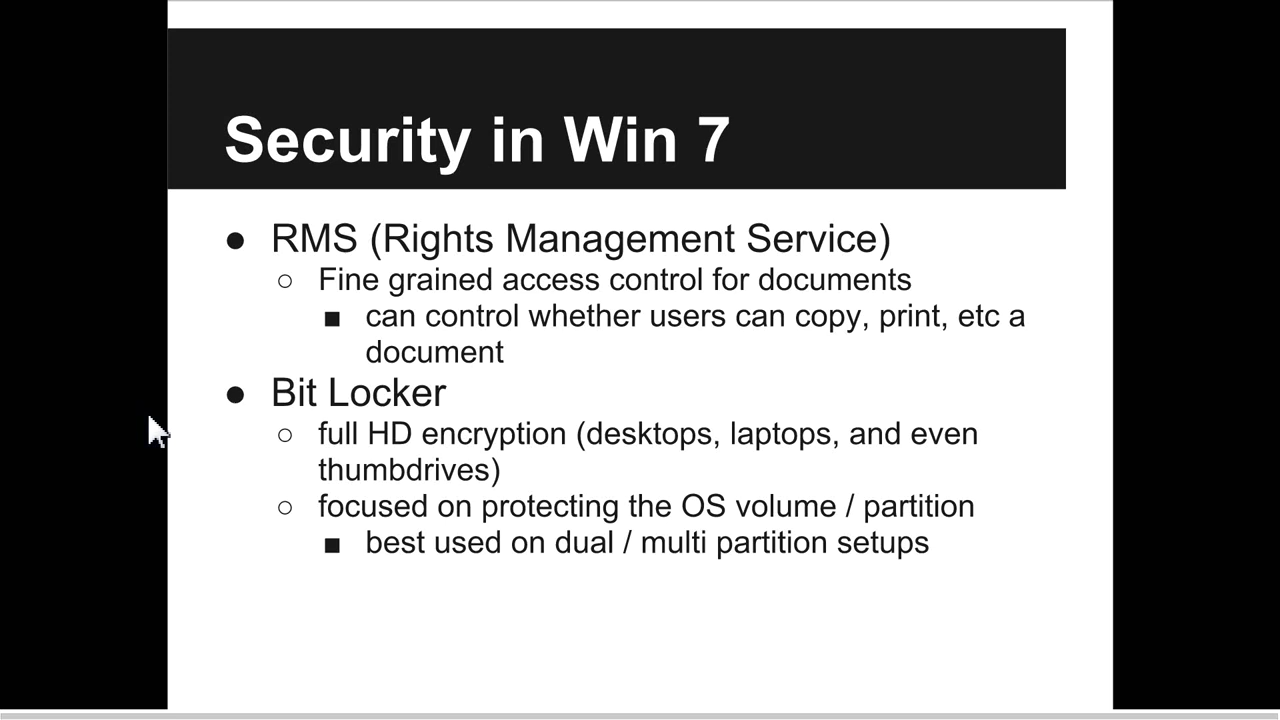 Security in Win 7
● RMS (Rights Management Service)
○ Fine grained access control for documents
■ can control whether users can copy, print, etc a
document
● Bit Locker
○ full HD encryption (desktops, laptops, and even
thumbdrives)
○ focused on protecting the OS volume / partition
■ best used on dual / multi partition setups